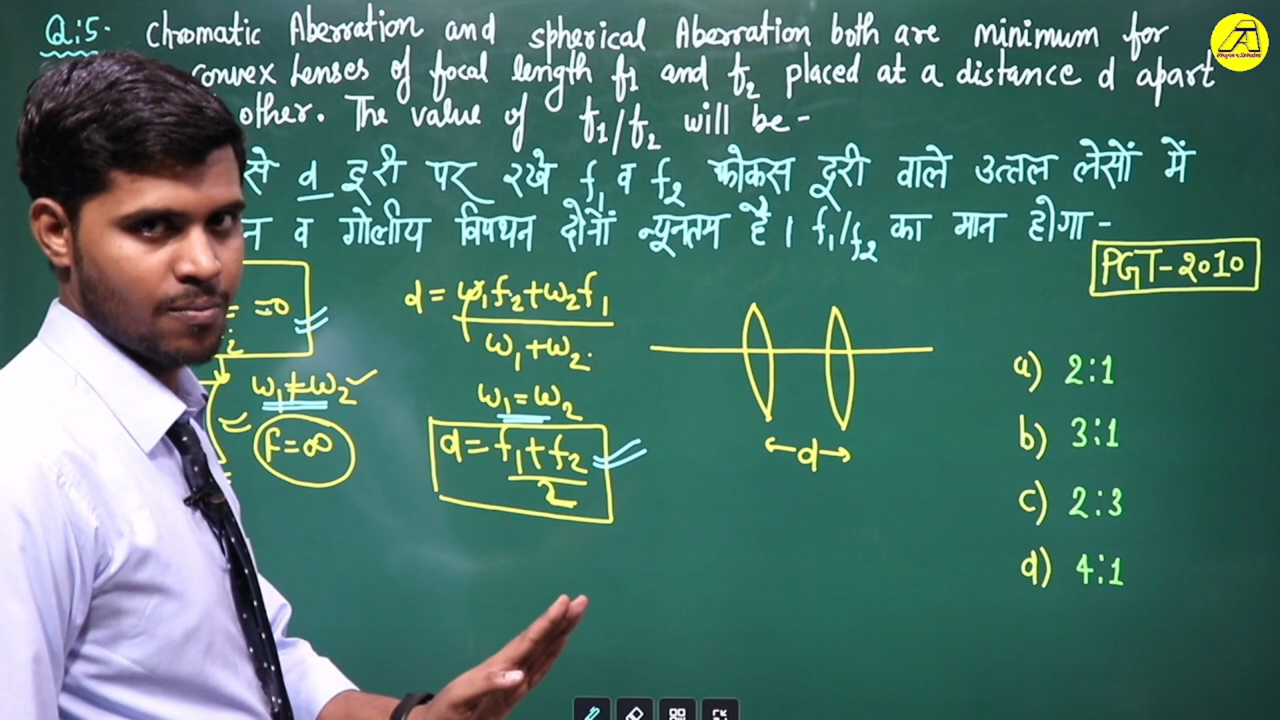 Q:5- Chromatic Aberration and spherical Aberration both are minimum for
convex lenses of focal length f₁ and f₂ placed at a distance d apart
other. The value of f₁/f₂ will be -
से d दूरी पर रखे f₁ व f₂ फोकस दूरी वाले उत्तल लेंसों में
न व गोलीय विपथन दोनों न्यूनतम है। f₁/f₂ का मान होगा -
PGT-2010
= 0
ω₁ ≠ ω₂
F = ∞
d = ω₁f₂ + ω₂f₁
ω₁ + ω₂
ω₁ = ω₂
d = f₁ + f₂
2
d
a) 2:1
b) 3:1
c) 2:3
d) 4:1